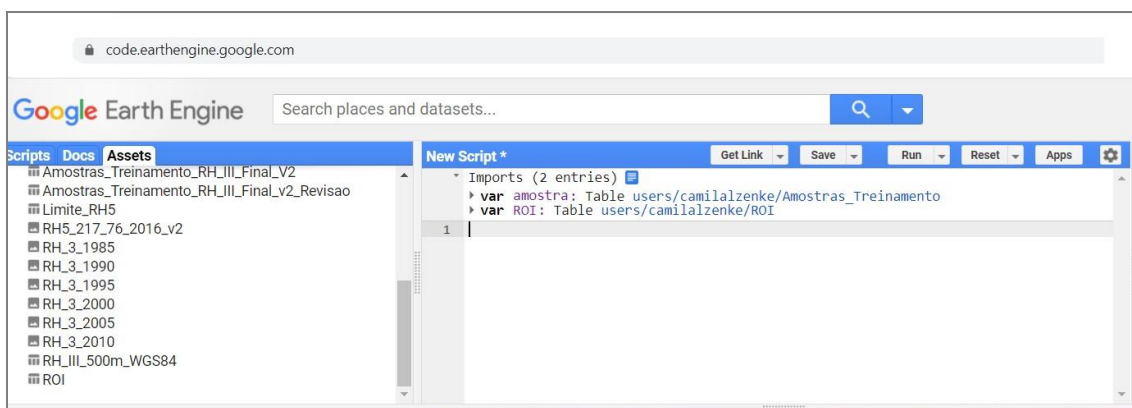 code.earthengine.google.com
Google Earth Engine
Search places and datasets...
Scripts Docs Assets
Amostras_Treinamento_RH_III_Final_V2
Amostras_Treinamento_RH_III_Final_v2_Revisao
Limite_RH5
RH5_217_76_2016_v2
RH_3_1985
RH_3_1990
RH_3_1995
RH_3_2000
RH_3_2005
RH_3_2010
RH_III_500m_WGS84
ROI
New Script *
Get Link Save Run Reset Apps
Imports (2 entries)
var amostra: Table users/camilalzenke/Amostras_Treinamento
var ROI: Table users/camilalzenke/ROI
1